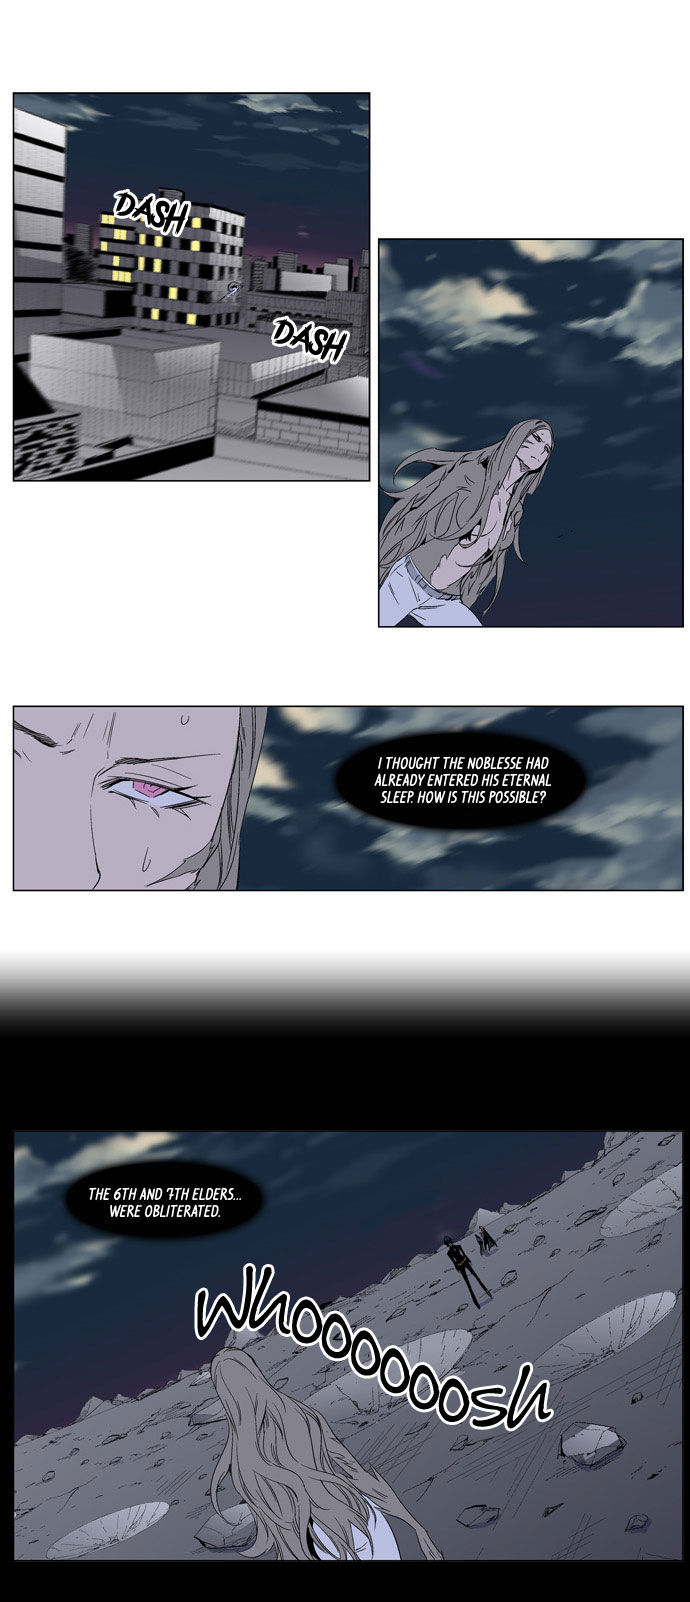 DASH
DASH
I THOUGHT THE NOBLESSE HAD
ALREADY ENTERED HIS ETERNAL
SLEEP. HOW IS THIS POSSIBLE?
THE 6TH AND 7TH ELDERS...
WERE OBLITERATED.
WHOOOOOOOSH